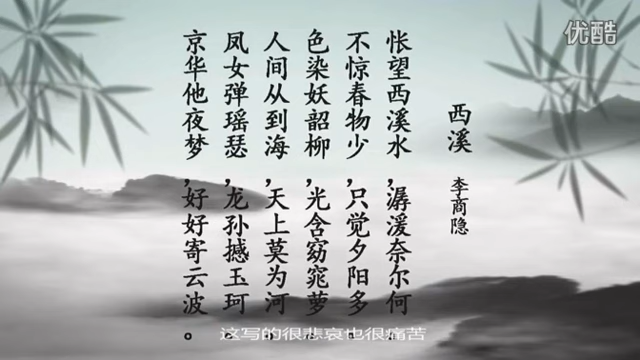 优酷
西溪
李商隐
怅望西溪水，潺湲奈尔何
不惊春物少，只觉夕阳多
色染妖韶柳，光含窈窕萝
人间从到海，天上莫为河
凤女弹瑶瑟，龙孙撼玉珂
京华他夜梦，好好寄云波。
这写的很悲哀也很痛苦